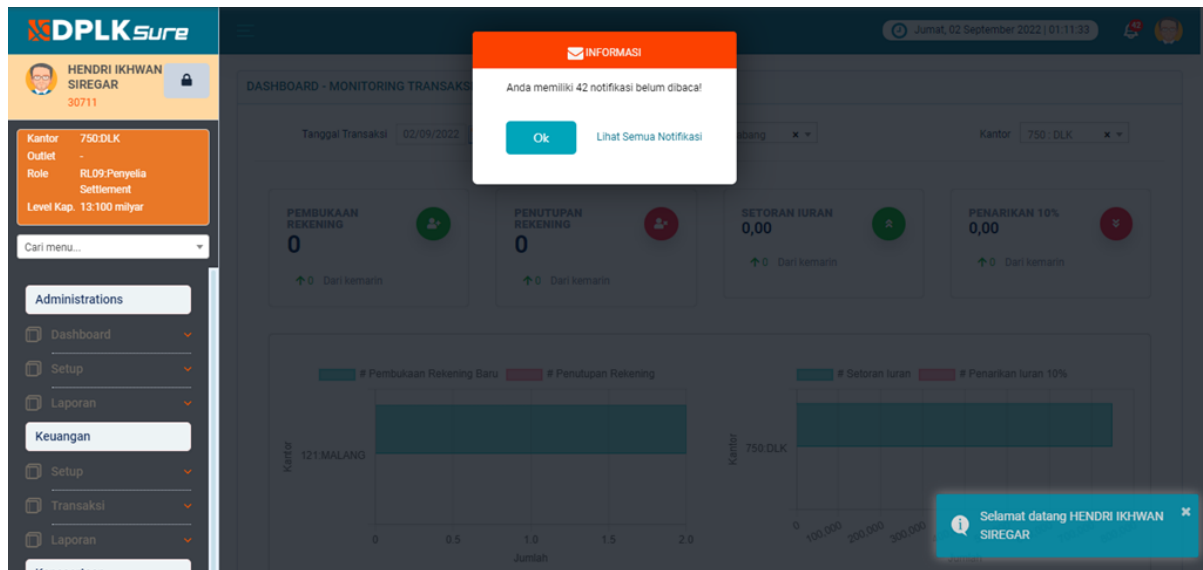 DPLKSure
HENDRI IKHWAN
SIREGAR
30711
Kantor 750:DLK
Outlet -
Role RL09:Penyelia
Settlement
Level Kap. 13:100 milyar
Cari menu...
Administrations
Dashboard
Setup
Laporan
Keuangan
Setup
Transaksi
Laporan
Jumat, 02 September 2022 | 01:11:33
42
INFORMASI
Anda memiliki 42 notifikasi belum dibaca!
Ok Lihat Semua Notifikasi
DASHBOARD - MONITORING TRANSAKS
Tanggal Transaksi 02/09/2022
abang
Kantor 750 : DLK
PEMBUKAAN
REKENING
0
0 Dari kemarin
PENUTUPAN
REKENING
0
0 Dari kemarin
SETORAN IURAN
0,00
0 Dari kemarin
PENARIKAN 10%
0,00
0 Dari kemarin
# Pembukaan Rekening Baru # Penutupan Rekening
Kantor
121:MALANG
0 0.5 1.0 1.5 2.0
Jumlah
# Setoran Iuran # Penarikan Iuran 10%
Kantor
750:DLK
0 100,000 200,000 300,000
Selamat datang HENDRI IKHWAN
SIREGAR